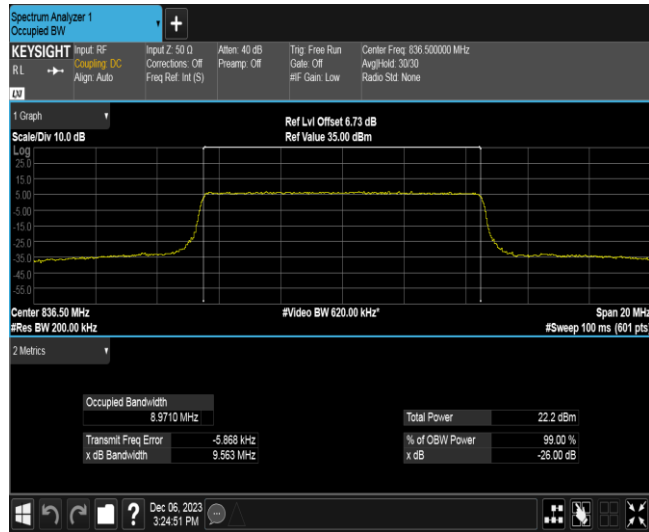 Spectrum Analyzer 1
Occupied BW
+
KEYSIGHT
RL
LXI
Input: RF
Coupling: DC
Align: Auto
Input Z: 50 Ω
Corrections: Off
Freq Ref: Int (S)
Atten: 40 dB
Preamp: Off
Trig: Free Run
Gate: Off
#IF Gain: Low
Center Freq: 836.500000 MHz
Avg|Hold: 30/30
Radio Std: None
1 Graph
Scale/Div 10.0 dB
Ref Lvl Offset 6.73 dB
Ref Value 35.00 dBm
Log
25.0
15.0
5.00
-5.00
-15.0
-25.0
-35.0
-45.0
-55.0
Center 836.50 MHz
#Res BW 200.00 kHz
#Video BW 620.00 kHz*
Span 20 MHz
#Sweep 100 ms (601 pts
2 Metrics
Occupied Bandwidth
8.9710 MHz
Transmit Freq Error -5.868 kHz
x dB Bandwidth 9.563 MHz
Total Power 22.2 dBm
% of OBW Power 99.00 %
x dB -26.00 dB
?
Dec 06, 2023
3:24:51 PM